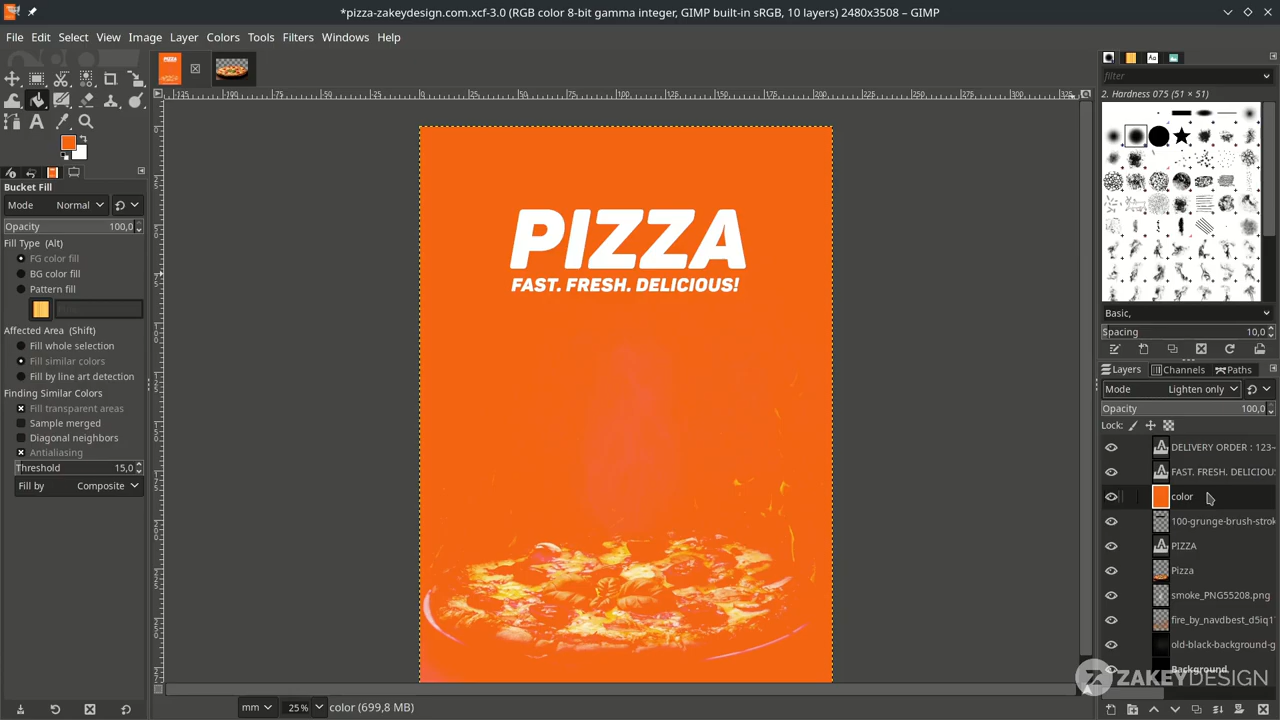 *pizza-zakeydesign.com.xcf-3.0 (RGB color 8-bit gamma integer, GIMP built-in sRGB, 10 layers) 2480x3508 – GIMP
File Edit Select View Image Layer Colors Tools Filters Windows Help
filter
2. Hardness 075 (51 × 51)
Bucket Fill
Mode Normal
Opacity 100,0
Fill Type (Alt)
FG color fill
BG color fill
Pattern fill
Affected Area (Shift)
Fill whole selection
Fill similar colors
Fill by line art detection
Finding Similar Colors
Fill transparent areas
Sample merged
Diagonal neighbors
Antialiasing
Threshold 15,0
Fill by Composite
PIZZA
FAST. FRESH. DELICIOUS!
Basic,
Spacing 10,0
Layers Channels Paths
Mode Lighten only
Opacity 100,0
Lock:
DELIVERY ORDER : 123-
FAST. FRESH. DELICIOU
color
100-grunge-brush-strok
PIZZA
Pizza
smoke_PNG55208.png
fire_by_navdbest_d5iq1
old-black-background-g
Background
ZAKEYDESIGN
mm 25% color (699,8 MB)